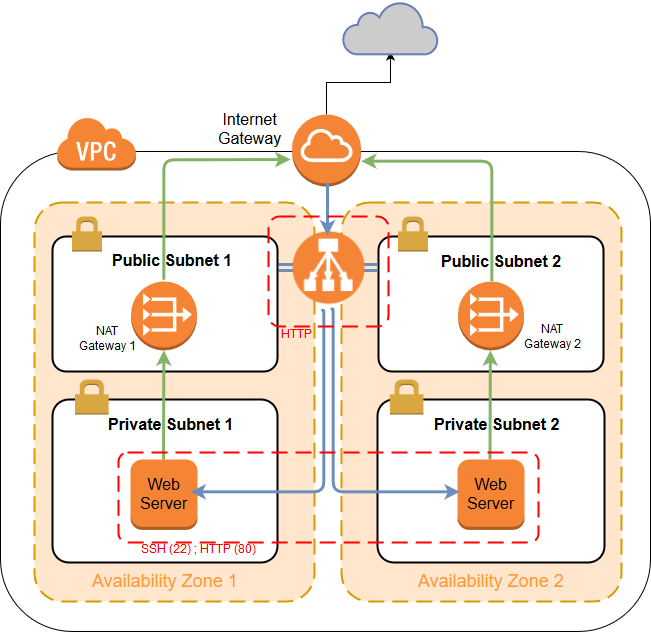 Internet
Gateway
VPC
Public Subnet 1
Public Subnet 2
NAT
Gateway 1
NAT
Gateway 2
HTTP
Private Subnet 1
Private Subnet 2
Web
Server
Web
Server
SSH (22) ; HTTP (80)
Availability Zone 1
Availability Zone 2